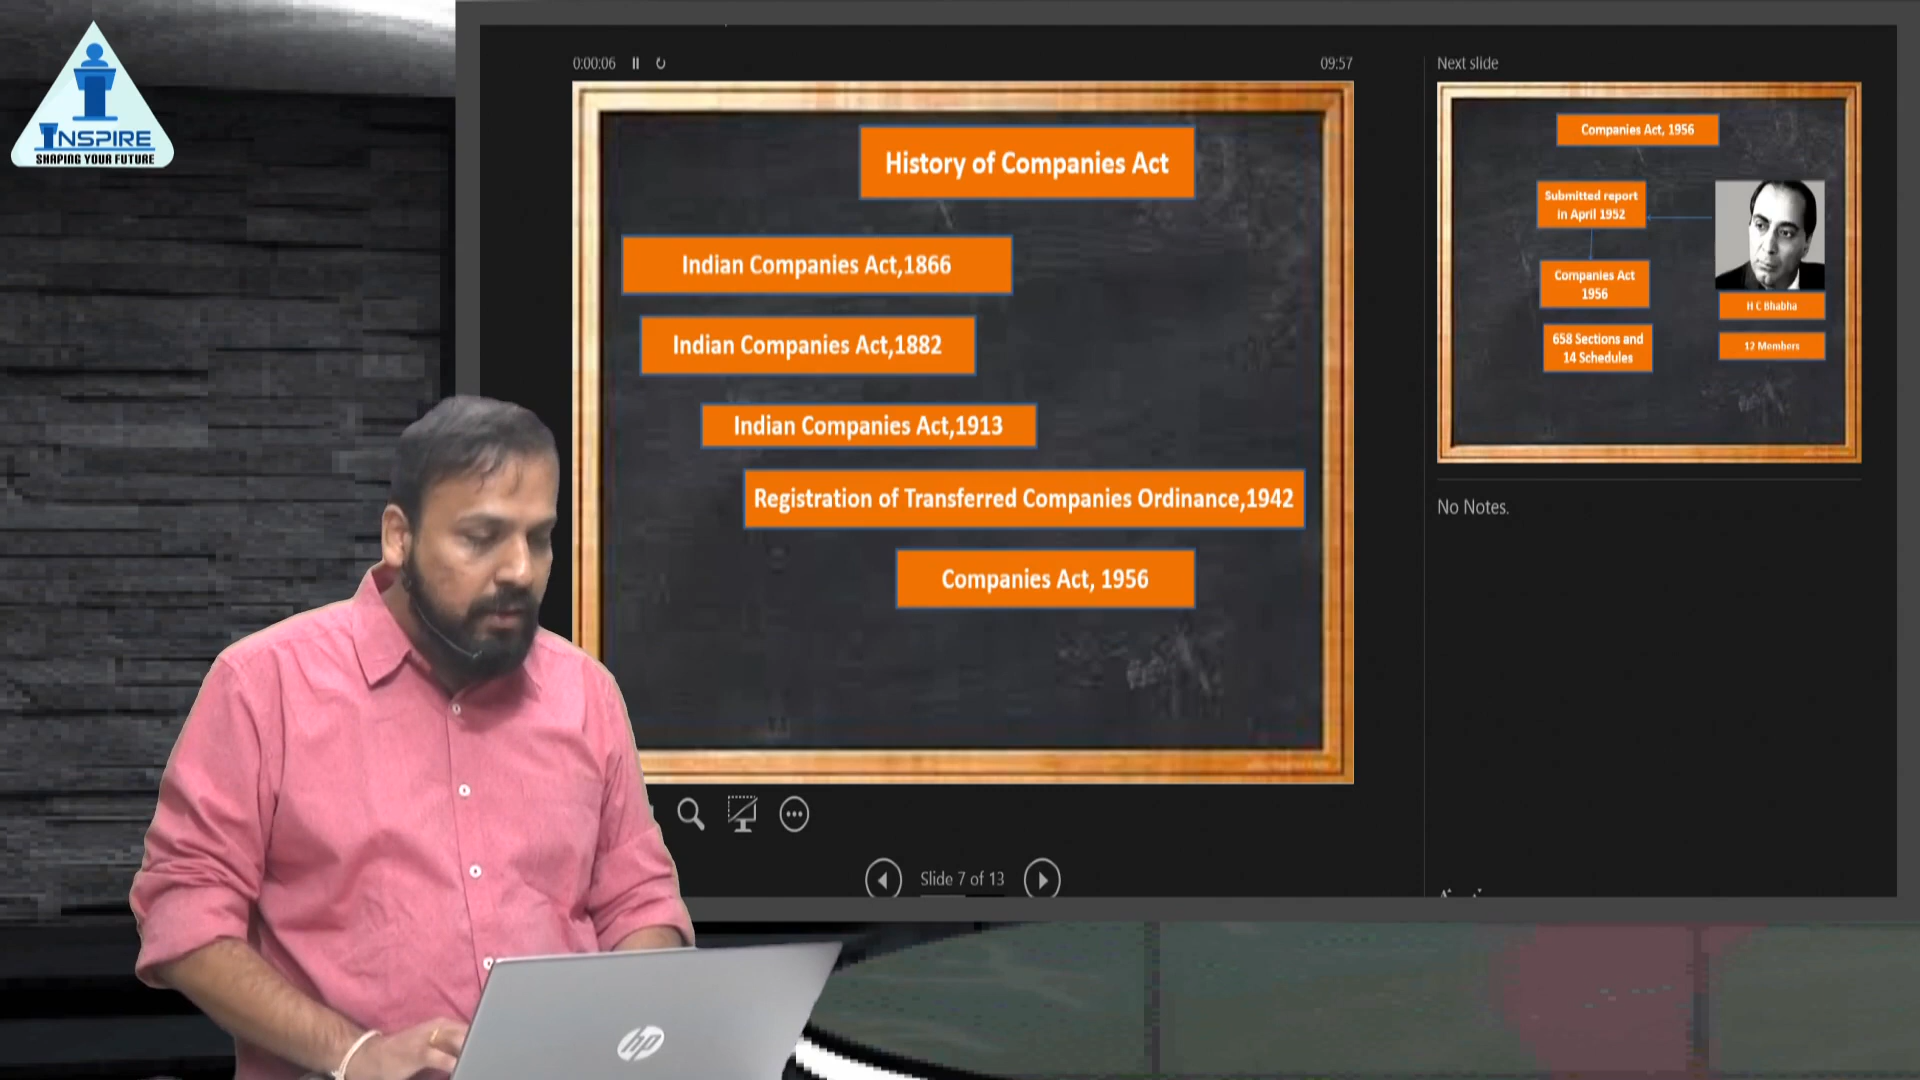 INSPIRE
SHAPING YOUR FUTURE
0:00:06
09:57
History of Companies Act
Indian Companies Act,1866
Indian Companies Act,1882
Indian Companies Act,1913
Registration of Transferred Companies Ordinance,1942
Companies Act, 1956
Slide 7 of 13
Next slide
Companies Act, 1956
Submitted report
in April 1952
Companies Act
1956
658 Sections and
14 Schedules
H C Bhabha
12 Members
No Notes.
hp